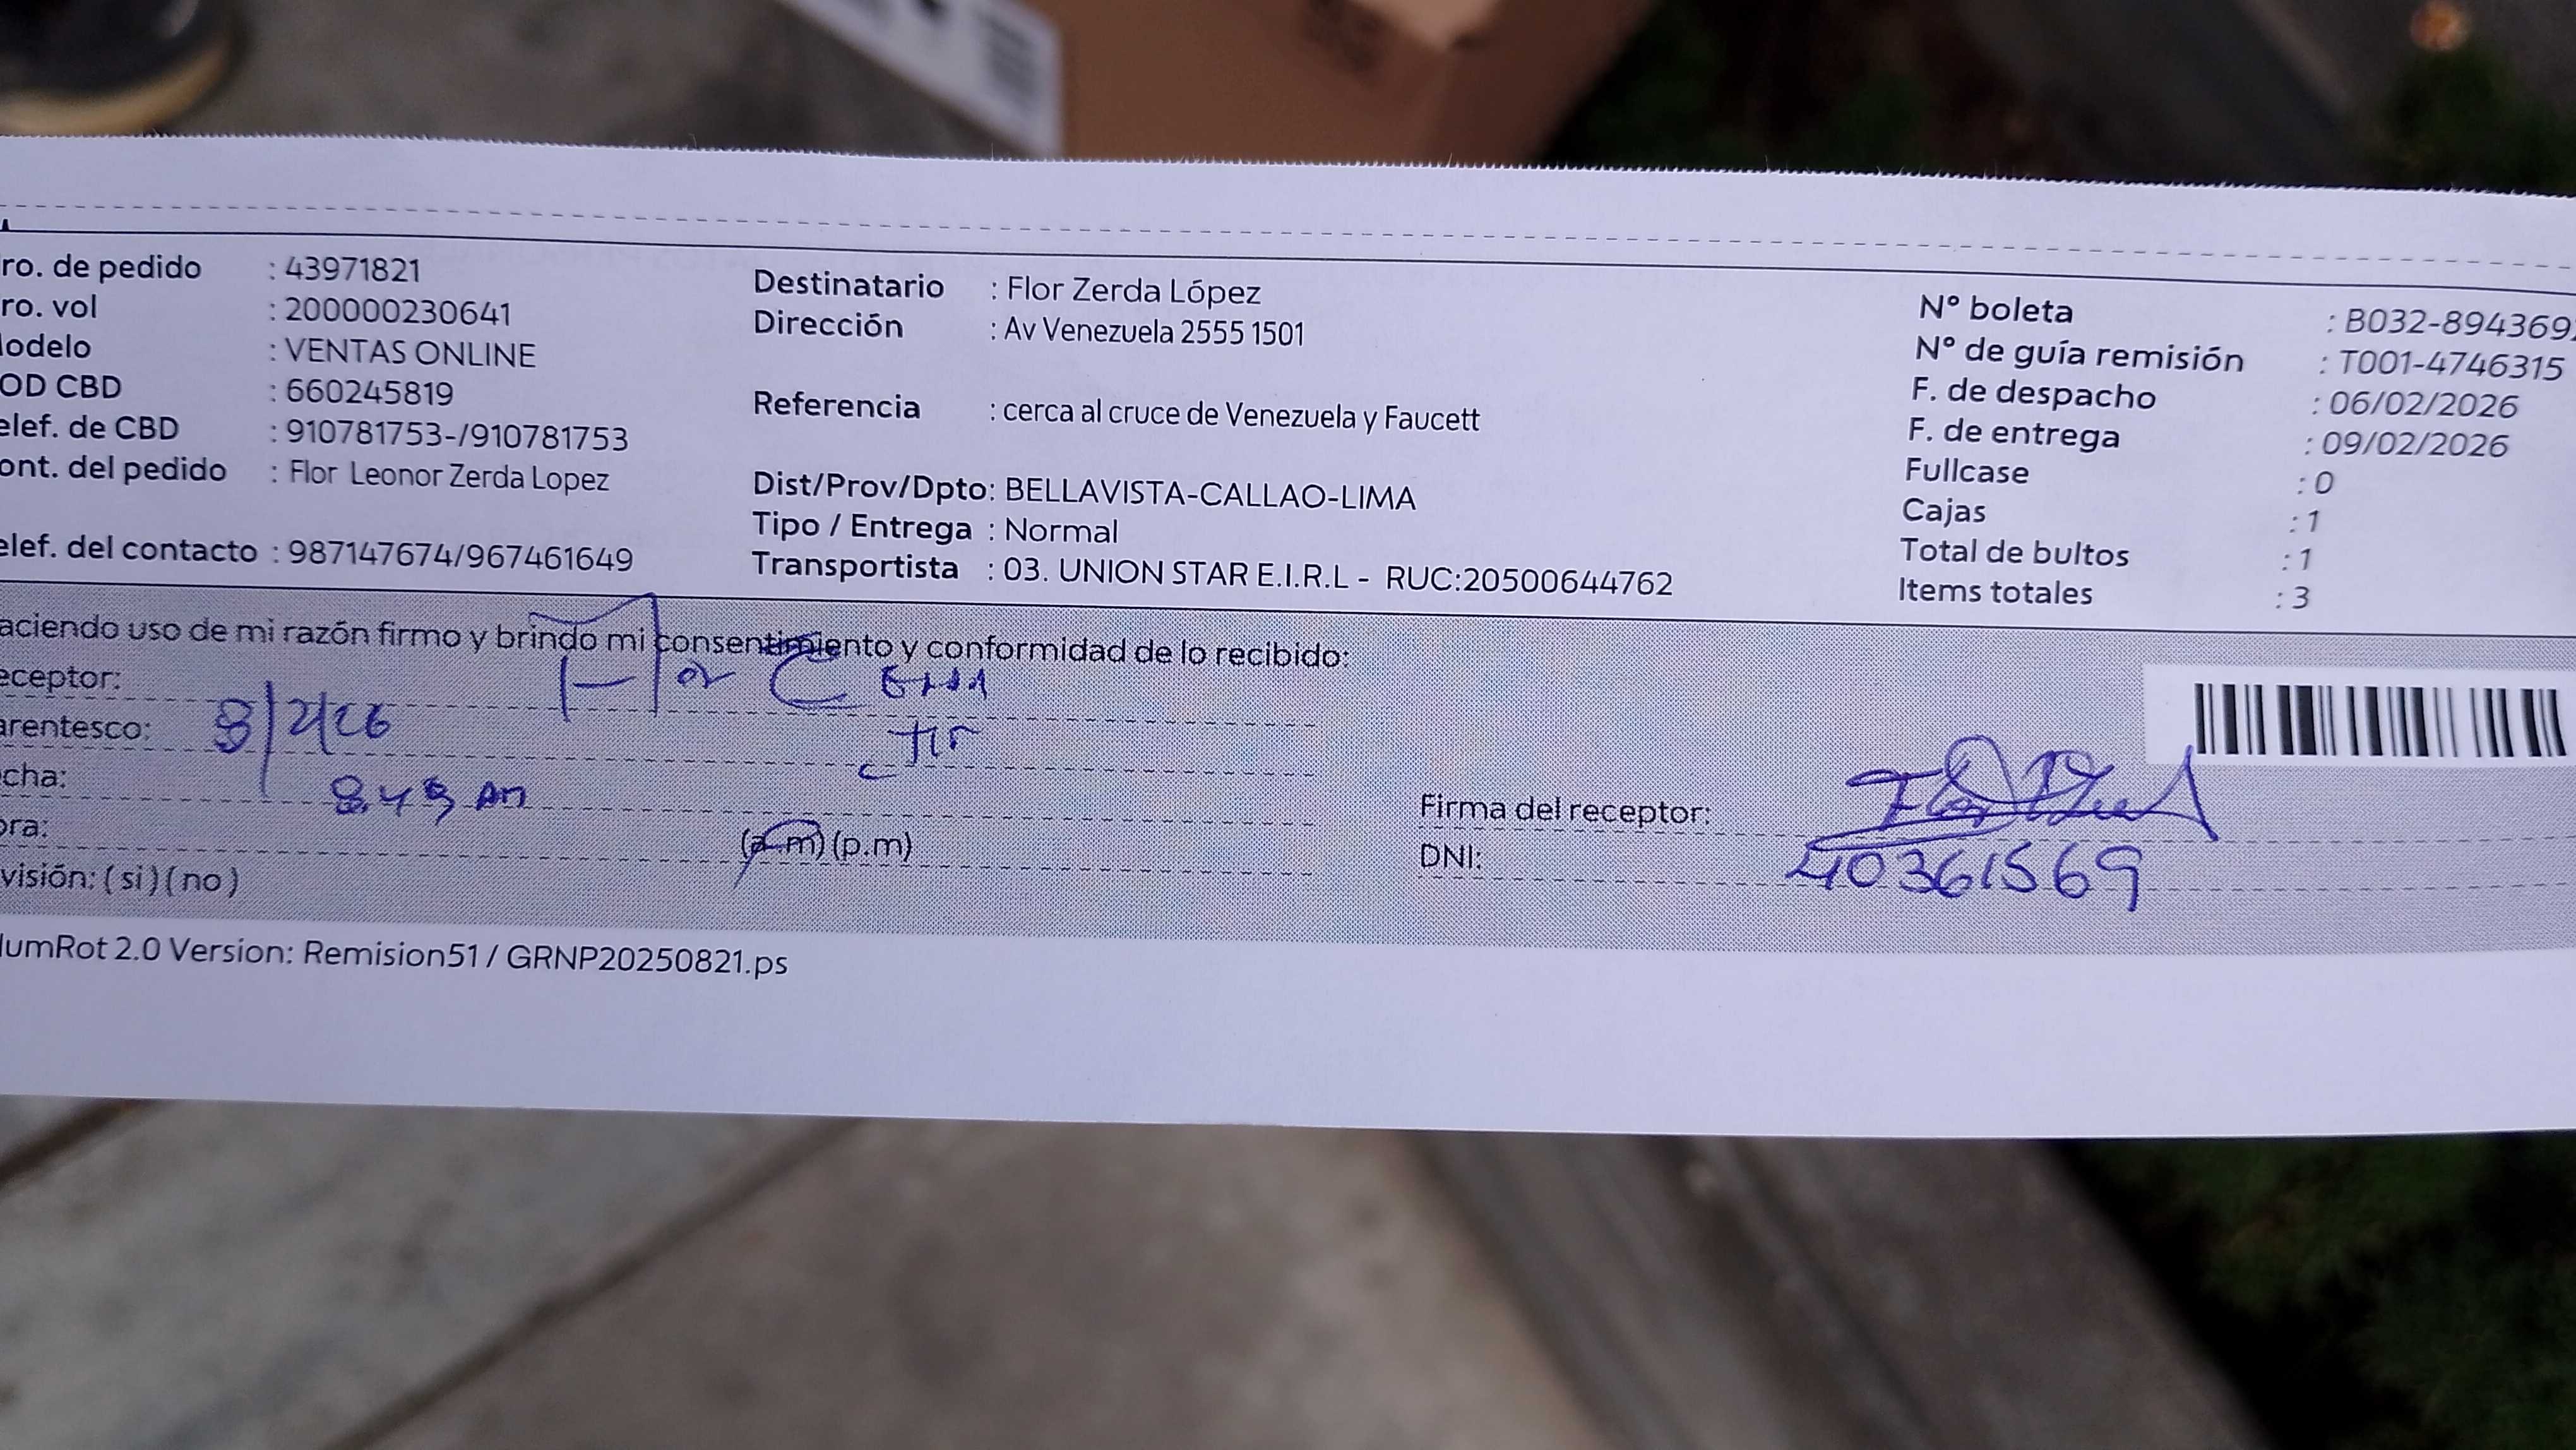 ro. de pedido : 43971821
ro. vol : 200000230641
odelo : VENTAS ONLINE
OD CBD : 660245819
elef. de CBD : 910781753-/910781753
ont. del pedido : Flor Leonor Zerda Lopez
elef. del contacto : 987147674/967461649
Destinatario : Flor Zerda López
Dirección : Av Venezuela 2555 1501
Referencia : cerca al cruce de Venezuela y Faucett
Dist/Prov/Dpto: BELLAVISTA-CALLAO-LIMA
Tipo / Entrega : Normal
Transportista : 03. UNION STAR E.I.R.L - RUC:20500644762
N° boleta : B032-894369
N° de guía remisión : T001-4746315
F. de despacho : 06/02/2026
F. de entrega : 09/02/2026
Fullcase : 0
Cajas : 1
Total de bultos : 1
Items totales : 3
aciendo uso de mi razón firmo y brindo mi consentimiento y conformidad de lo recibido:
eceptor: Flor
arentesco: 8/2/26
cha: 8.45 am
ora: (a.m) (p.m)
visión: ( si ) ( no )
Firma del receptor:
DNI: 40361569
umRot 2.0 Version: Remision51 / GRNP20250821.ps